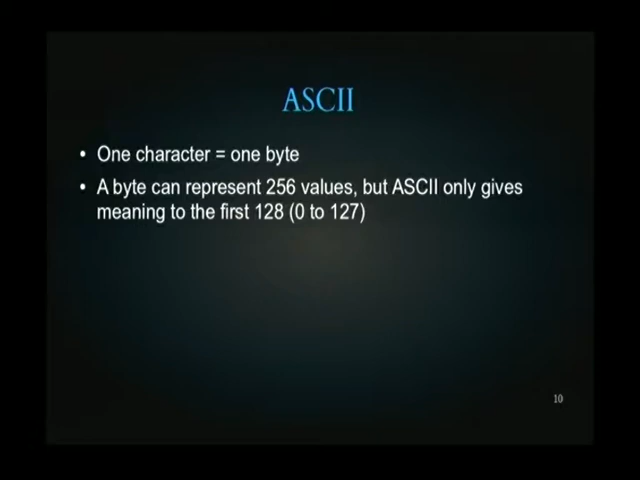 ASCII
• One character = one byte
• A byte can represent 256 values, but ASCII only gives
meaning to the first 128 (0 to 127)
10